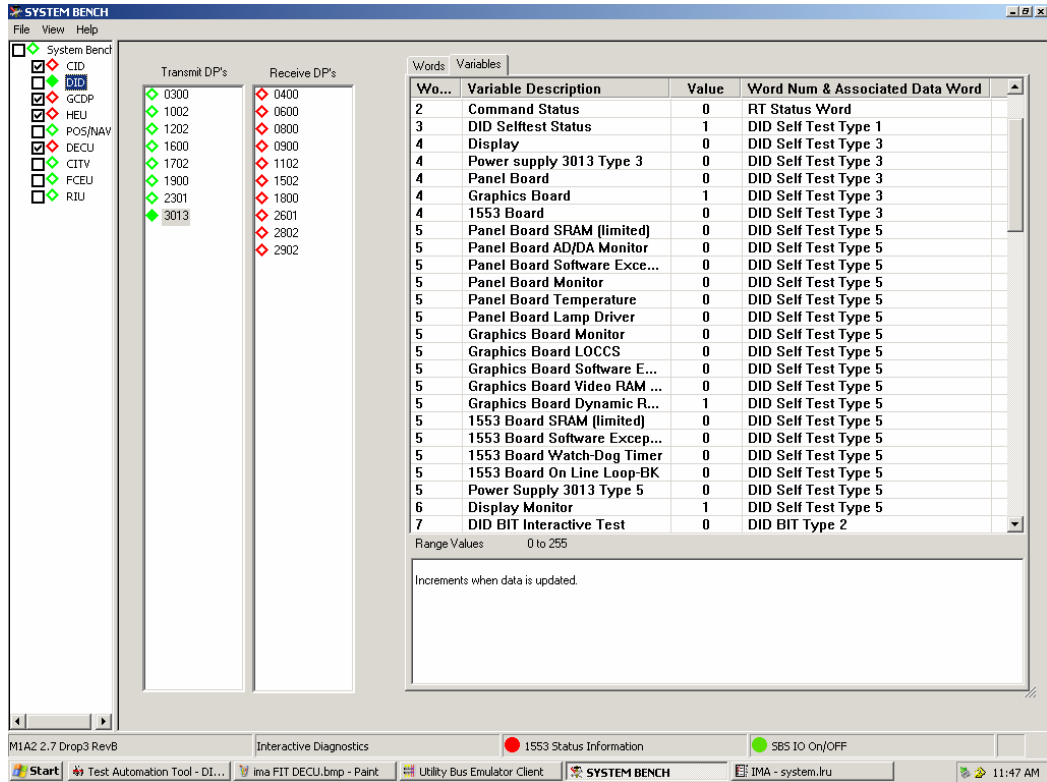 SYSTEM BENCH
File View Help
System Bench
CID
DID
GCDP
HEU
POS/NAV
DECU
CITV
FCEU
RIU
Transmit DP's
0300
1002
1202
1600
1702
1900
2301
3013
Receive DP's
0400
0600
0800
0900
1102
1502
1800
2601
2802
2902
Words Variables
Wo... Variable Description Value Word Num & Associated Data Word
2 Command Status 0 RT Status Word
3 DID Selftest Status 1 DID Self Test Type 1
4 Display 0 DID Self Test Type 3
4 Power supply 3013 Type 3 0 DID Self Test Type 3
4 Panel Board 0 DID Self Test Type 3
4 Graphics Board 1 DID Self Test Type 3
4 1553 Board 0 DID Self Test Type 3
5 Panel Board SRAM (limited) 0 DID Self Test Type 5
5 Panel Board AD/DA Monitor 0 DID Self Test Type 5
5 Panel Board Software Exce... 0 DID Self Test Type 5
5 Panel Board Monitor 0 DID Self Test Type 5
5 Panel Board Temperature 0 DID Self Test Type 5
5 Panel Board Lamp Driver 0 DID Self Test Type 5
5 Graphics Board Monitor 0 DID Self Test Type 5
5 Graphics Board LOCCS 0 DID Self Test Type 5
5 Graphics Board Software E... 0 DID Self Test Type 5
5 Graphics Board Video RAM ... 0 DID Self Test Type 5
5 Graphics Board Dynamic R... 1 DID Self Test Type 5
5 1553 Board SRAM (limited) 0 DID Self Test Type 5
5 1553 Board Software Excep... 0 DID Self Test Type 5
5 1553 Board Watch-Dog Timer 0 DID Self Test Type 5
5 1553 Board On Line Loop-BK 0 DID Self Test Type 5
5 Power Supply 3013 Type 5 0 DID Self Test Type 5
6 Display Monitor 1 DID Self Test Type 5
7 DID BIT Interactive Test 0 DID BIT Type 2
Range Values 0 to 255
Increments when data is updated.
M1A2 2.7 Drop3 RevB Interactive Diagnostics 1553 Status Information SBS IO On/OFF
Start Test Automation Tool - DI... ima FIT DECU.bmp - Paint Utility Bus Emulator Client SYSTEM BENCH IMA - system.lru 11:47 AM